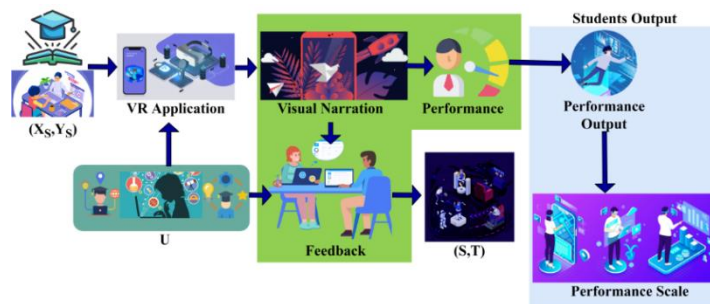 Students Output
VR Application
Visual Narration
Performance
Performance
Output
(X_S,Y_S)
U
Feedback
(S,T)
Performance Scale